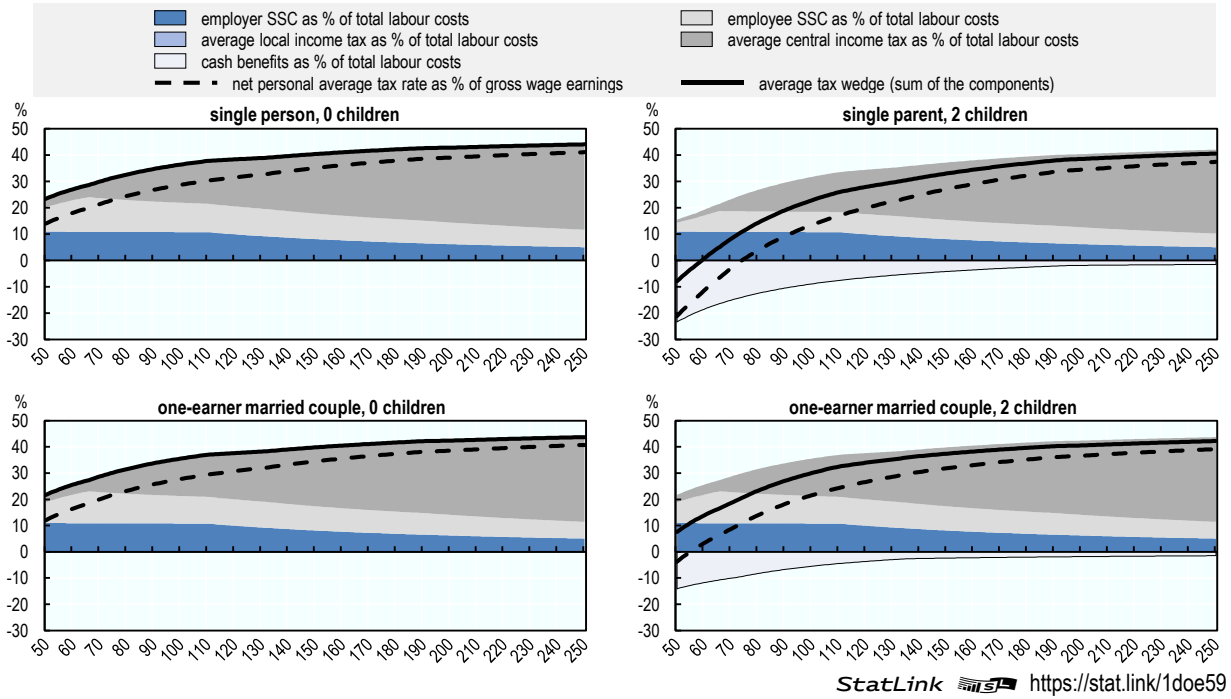 employer SSC as % of total labour costs
employee SSC as % of total labour costs
average local income tax as % of total labour costs
average central income tax as % of total labour costs
cash benefits as % of total labour costs
net personal average tax rate as % of gross wage earnings
average tax wedge (sum of the components)
%
single person, 0 children
50
40
30
20
10
0
-10
-20
-30
50 60 70 80 90 100 110 120 130 140 150 160 170 180 190 200 210 220 230 240 250
%
single parent, 2 children
50
40
30
20
10
0
-10
-20
-30
50 60 70 80 90 100 110 120 130 140 150 160 170 180 190 200 210 220 230 240 250
%
one-earner married couple, 0 children
50
40
30
20
10
0
-10
-20
-30
50 60 70 80 90 100 110 120 130 140 150 160 170 180 190 200 210 220 230 240 250
%
one-earner married couple, 2 children
50
40
30
20
10
0
-10
-20
-30
50 60 70 80 90 100 110 120 130 140 150 160 170 180 190 200 210 220 230 240 250
StatLink https://stat.link/1doe59